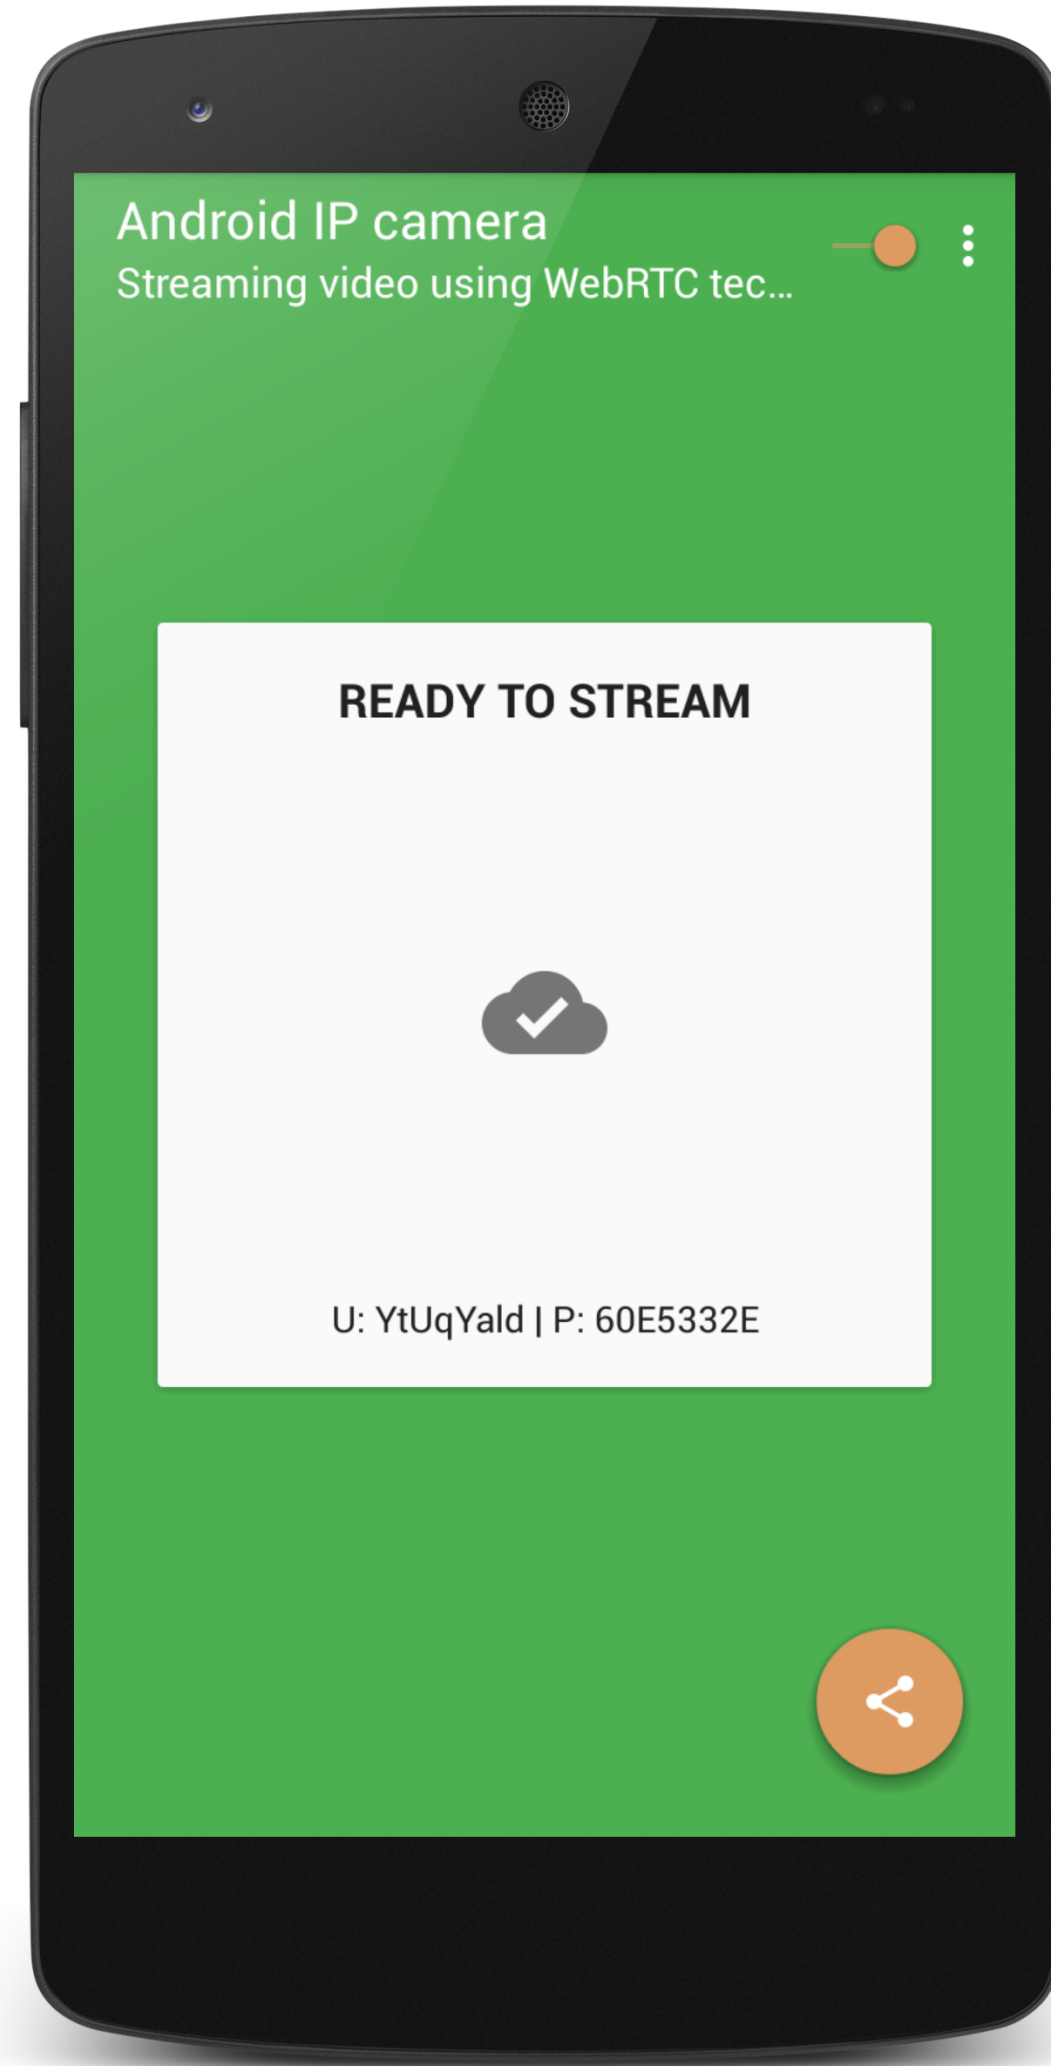 Android IP camera
Streaming video using WebRTC tec...
READY TO STREAM
U: YtUqYald | P: 60E5332E